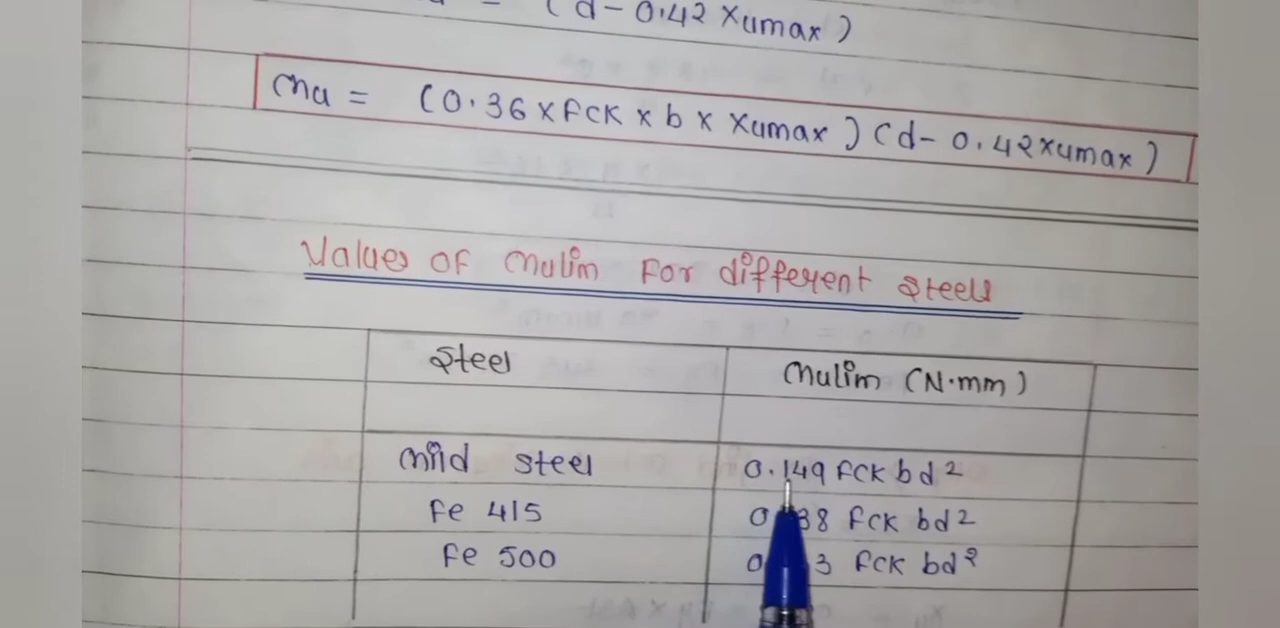 (d - 0.42 xumax)
Mu = (0.36 x fck x b x xumax) (d - 0.42 xumax)
Values of Mulim for different steels
Steel Mulim (N.mm)
Mild steel 0.149 fck bd²
Fe 415 fck bd²
Fe 500 fck bd²